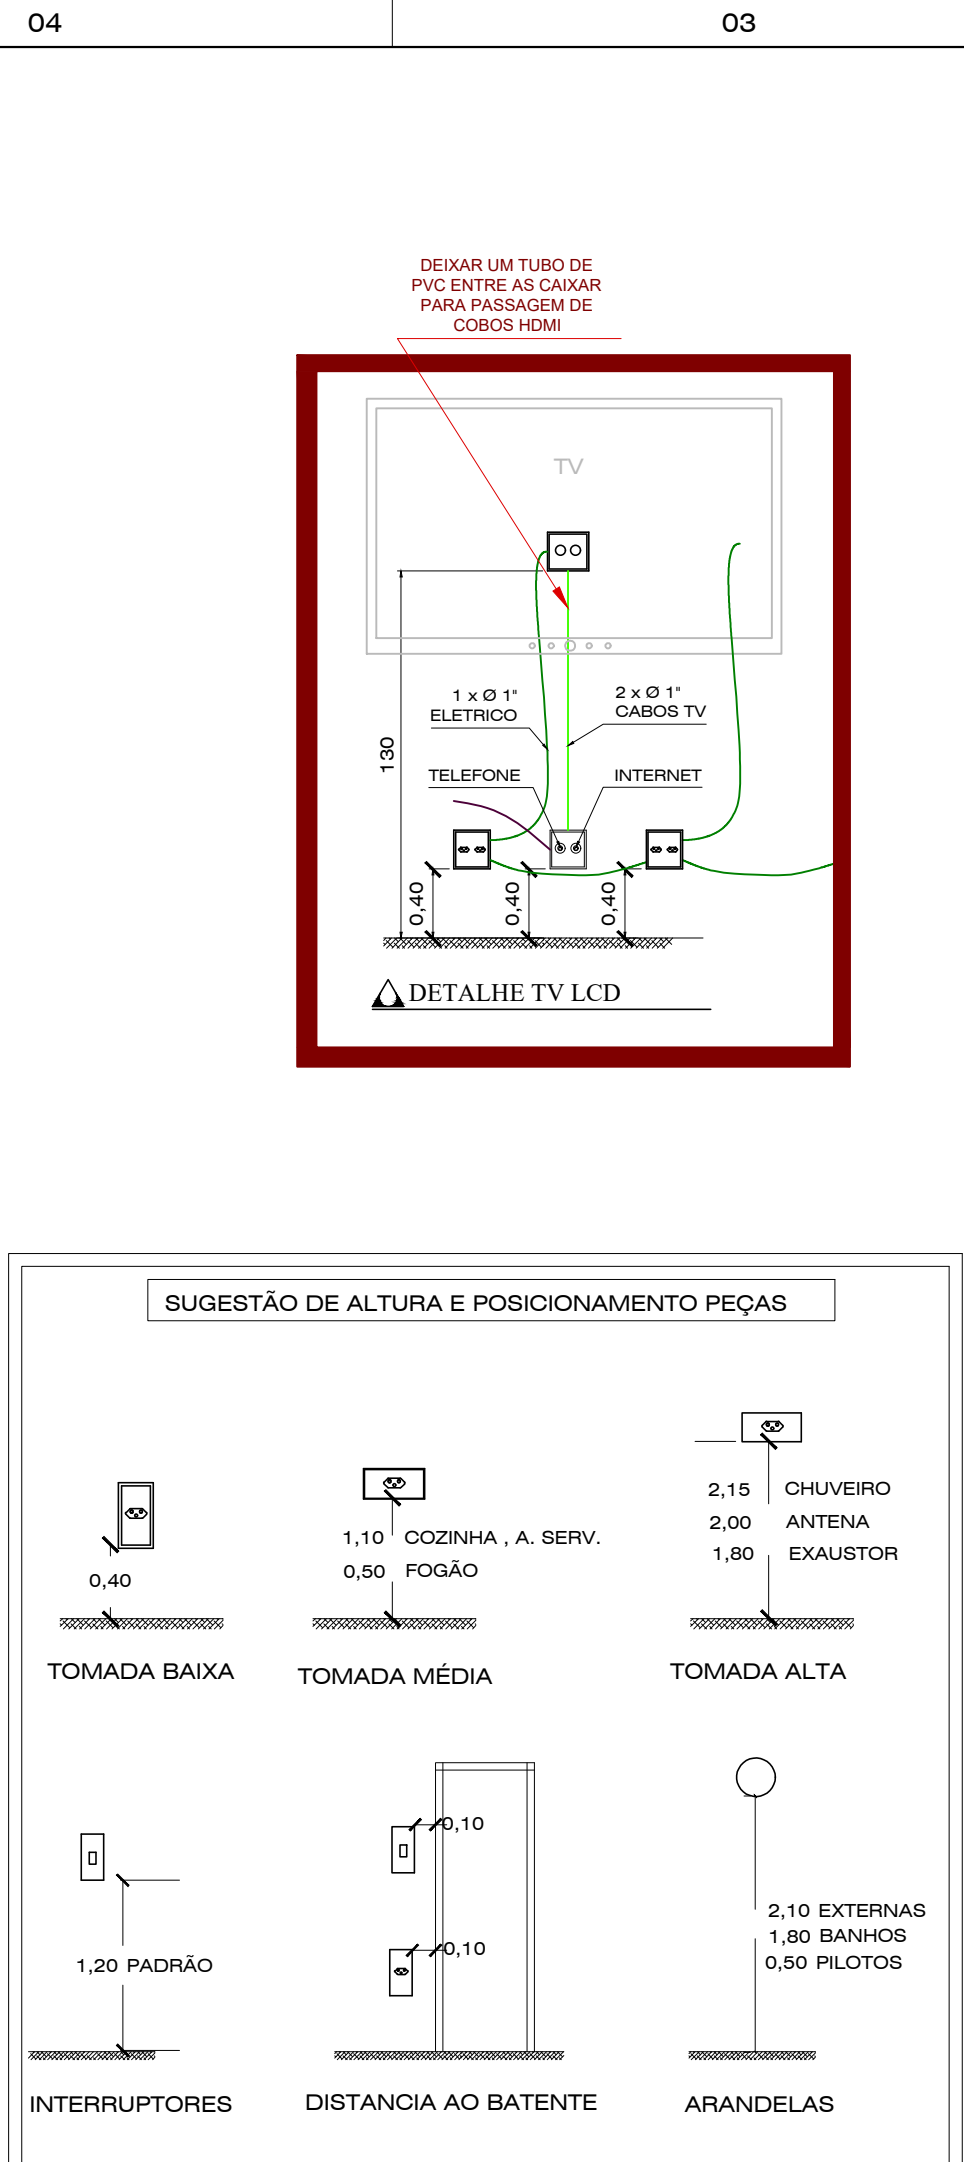 04
03
DEIXAR UM TUBO DE
PVC ENTRE AS CAIXAR
PARA PASSAGEM DE
COBOS HDMI
TV
1 x Ø 1"
ELETRICO
2 x Ø 1"
CABOS TV
130
TELEFONE
INTERNET
0,40
0,40
0,40
DETALHE TV LCD
SUGESTÃO DE ALTURA E POSICIONAMENTO PEÇAS
0,40
TOMADA BAIXA
1,10 COZINHA , A. SERV.
0,50 FOGÃO
TOMADA MÉDIA
2,15 CHUVEIRO
2,00 ANTENA
1,80 EXAUSTOR
TOMADA ALTA
1,20 PADRÃO
INTERRUPTORES
0,10
0,10
DISTANCIA AO BATENTE
2,10 EXTERNAS
1,80 BANHOS
0,50 PILOTOS
ARANDELAS